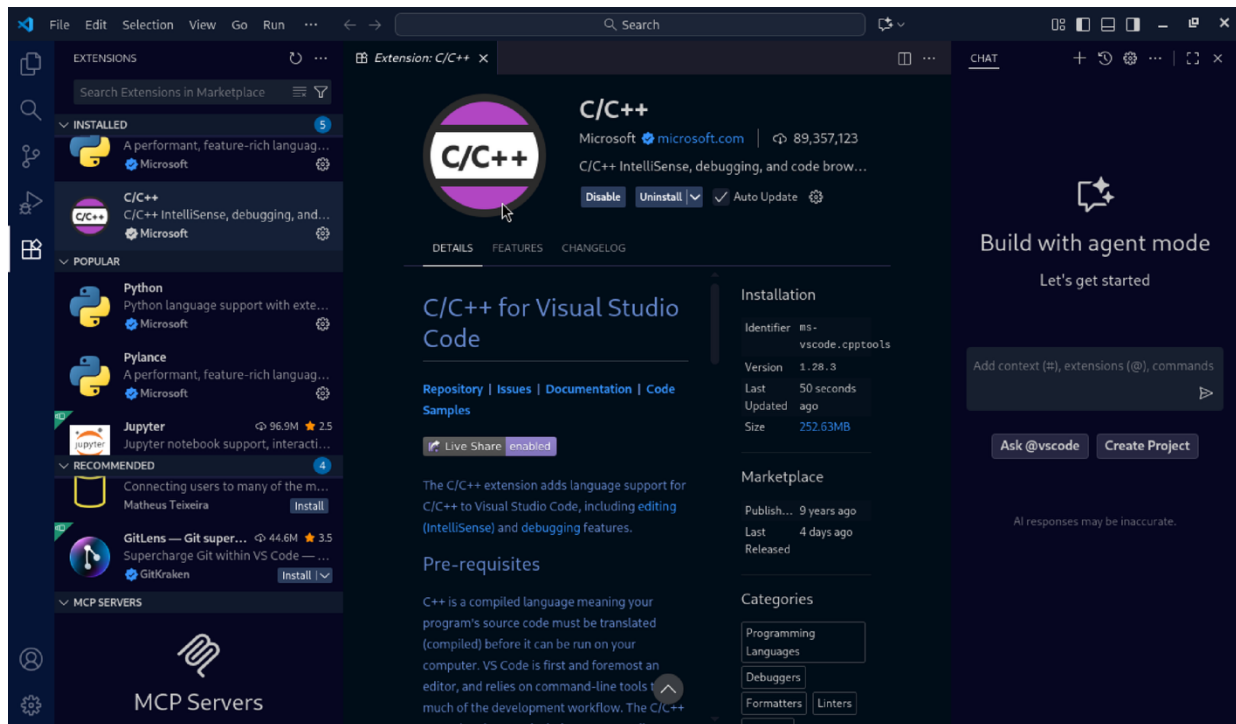 File Edit Selection View Go Run ··· Search
EXTENSIONS
Search Extensions in Marketplace
INSTALLED 5
A performant, feature-rich languag...
Microsoft
C/C++
C/C++
C/C++ IntelliSense, debugging, and...
Microsoft
POPULAR
Python
Python language support with exte...
Microsoft
Pylance
A performant, feature-rich languag...
Microsoft
Jupyter 96.9M 2.5
jupyter
Jupyter notebook support, interacti...
RECOMMENDED 4
Connecting users to many of the m...
Matheus Teixeira Install
GitLens — Git super... 44.6M 3.5
Supercharge Git within VS Code — ...
GitKraken Install
MCP SERVERS
MCP Servers
Extension: C/C++
C/C++
C/C++
Microsoft microsoft.com 89,357,123
C/C++ IntelliSense, debugging, and code brow...
Disable Uninstall Auto Update
DETAILS FEATURES CHANGELOG
C/C++ for Visual Studio
Code
Repository | Issues | Documentation | Code
Samples
Live Share enabled
The C/C++ extension adds language support for
C/C++ to Visual Studio Code, including editing
(IntelliSense) and debugging features.
Pre-requisites
C++ is a compiled language meaning your
program's source code must be translated
(compiled) before it can be run on your
computer. VS Code is first and foremost an
editor, and relies on command-line tools
much of the development workflow. The C/C++
Installation
Identifier ms-
vscode.cpptools
Version 1.28.3
Last 50 seconds
Updated ago
Size 252.63MB
Marketplace
Publish... 9 years ago
Last 4 days ago
Released
Categories
Programming
Languages
Debuggers
Formatters Linters
CHAT
Build with agent mode
Let's get started
Add context (#), extensions (@), commands
Ask @vscode Create Project
AI responses may be inaccurate.